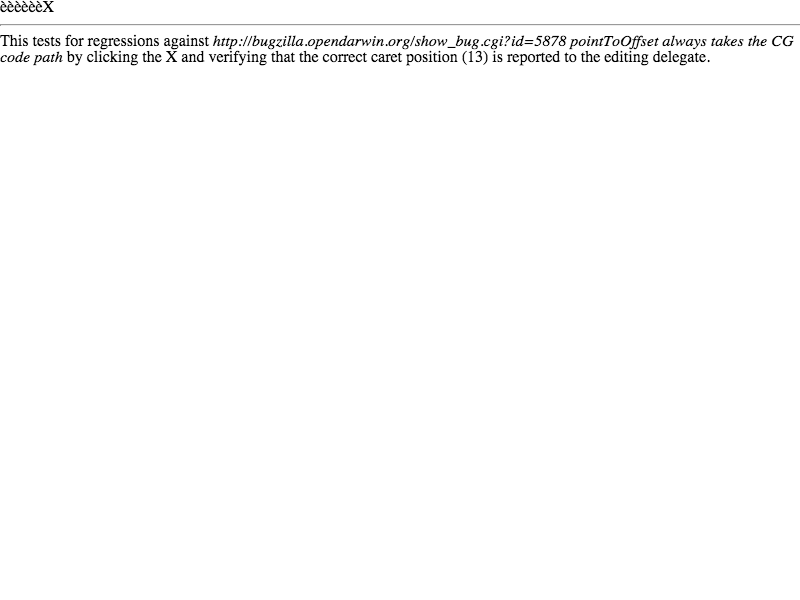 èèèèèèX
This tests for regressions against http://bugzilla.opendarwin.org/show_bug.cgi?id=5878 pointToOffset always takes the CG
code path by clicking the X and verifying that the correct caret position (13) is reported to the editing delegate.